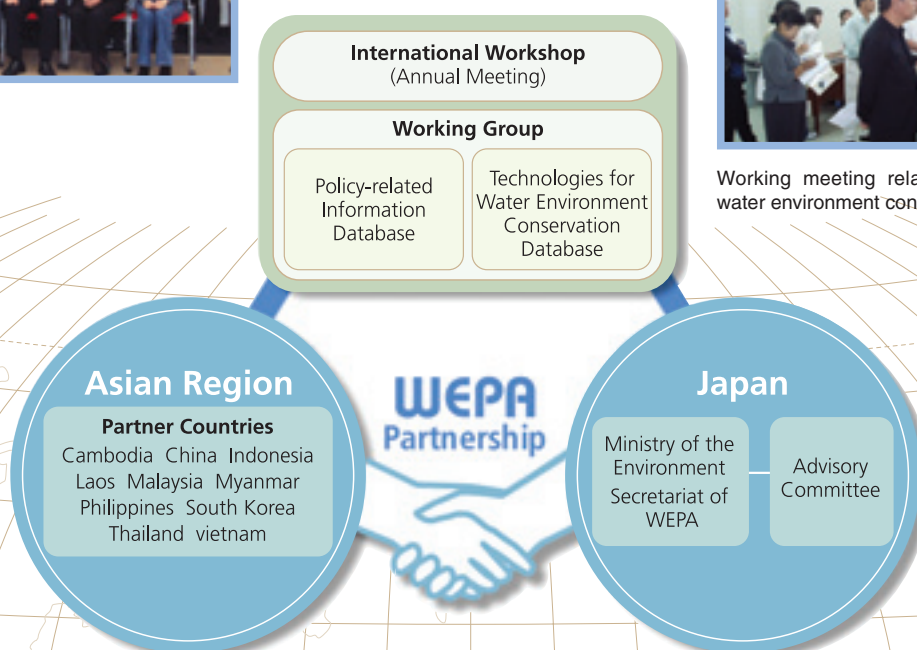 International Workshop
(Annual Meeting)
Working Group
Policy-related
Information
Database
Technologies for
Water Environment
Conservation
Database
Working meeting rela
water environment con
Asian Region
Partner Countries
Cambodia China Indonesia
Laos Malaysia Myanmar
Philippines South Korea
Thailand vietnam
WEPA
Partnership
Japan
Ministry of the
Environment
Secretariat of
WEPA
Advisory
Committee